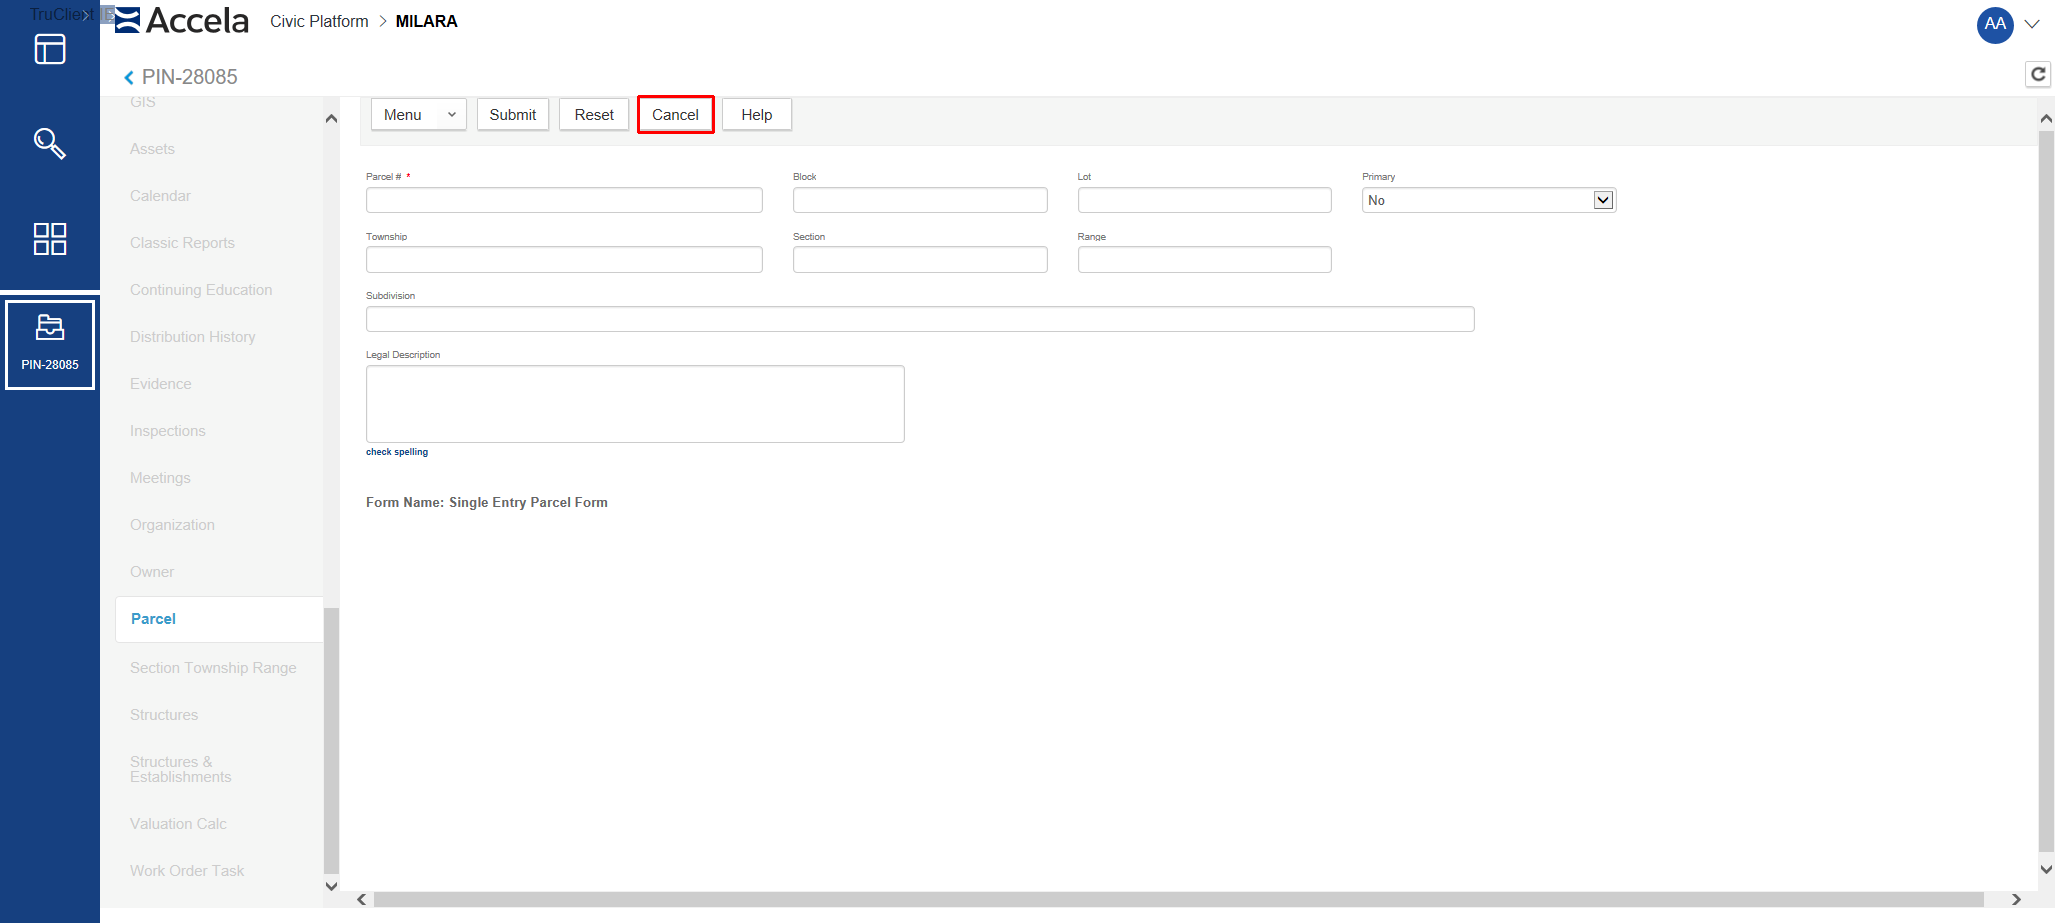 TruClient IE
Accela
Civic Platform > MILARA
AA
PIN-28085
PIN-28085
GIS
Assets
Calendar
Classic Reports
Continuing Education
Distribution History
Evidence
Inspections
Meetings
Organization
Owner
Parcel
Section Township Range
Structures
Structures &
Establishments
Valuation Calc
Work Order Task
Menu Submit Reset Cancel Help
Parcel # * Block Lot Primary
No
Township Section Range
Subdivision
Legal Description
check spelling
Form Name: Single Entry Parcel Form